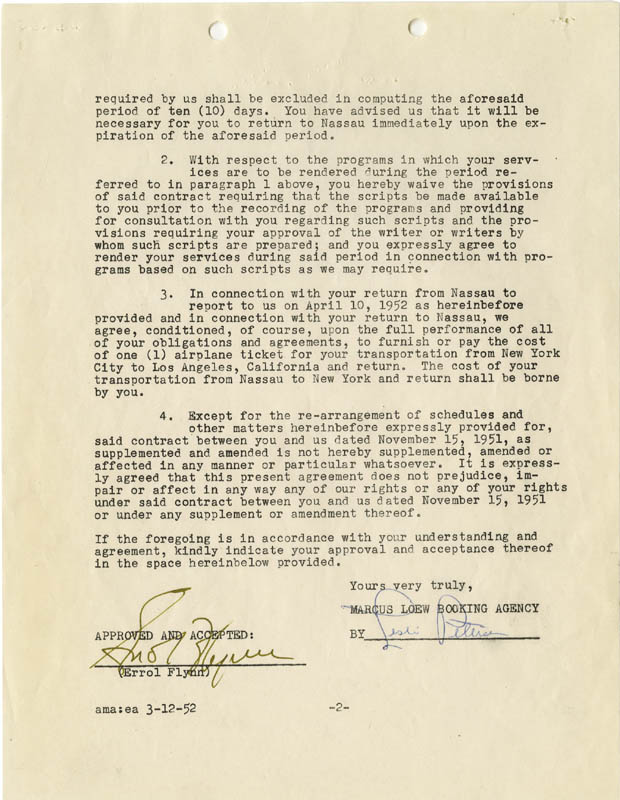 required by us shall be excluded in computing the aforesaid
period of ten (10) days.  You have advised us that it will be
necessary for you to return to Nassau immediately upon the ex-
piration of the aforesaid period.
2.  With respect to the programs in which your serv-
ices are to be rendered during the period re-
ferred to in paragraph 1 above, you hereby waive the provisions
of said contract requiring that the scripts be made available
to you prior to the recording of the programs and providing
for consultation with you regarding such scripts and the pro-
visions requiring your approval of the writer or writers by
whom such scripts are prepared; and you expressly agree to
render your services during said period in connection with pro-
grams based on such scripts as we may require.
3.  In connection with your return from Nassau to
report to us on April 10, 1952 as hereinbefore
provided and in connection with your return to Nassau, we
agree, conditioned, of course, upon the full performance of all
of your obligations and agreements, to furnish or pay the cost
of one (1) airplane ticket for your transportation from New York
City to Los Angeles, California and return.  The cost of your
transportation from Nassau to New York and return shall be borne
by you.
4.  Except for the re-arrangement of schedules and
other matters hereinbefore expressly provided for,
said contract between you and us dated November 15, 1951, as
supplemented and amended is not hereby supplemented, amended or
affected in any manner or particular whatsoever.  It is express-
ly agreed that this present agreement does not prejudice, im-
pair or affect in any way any of our rights or any of your rights
under said contract between you and us dated November 15, 1951
or under any supplement or amendment thereof.
If the foregoing is in accordance with your understanding and
agreement, kindly indicate your approval and acceptance thereof
in the space hereinbelow provided.
Yours very truly,
MARCUS LOEW BOOKING AGENCY
BY Leslie Petersen
APPROVED AND ACCEPTED:
Errol Flynn
(Errol Flynn)
ama:ea 3-12-52
-2-